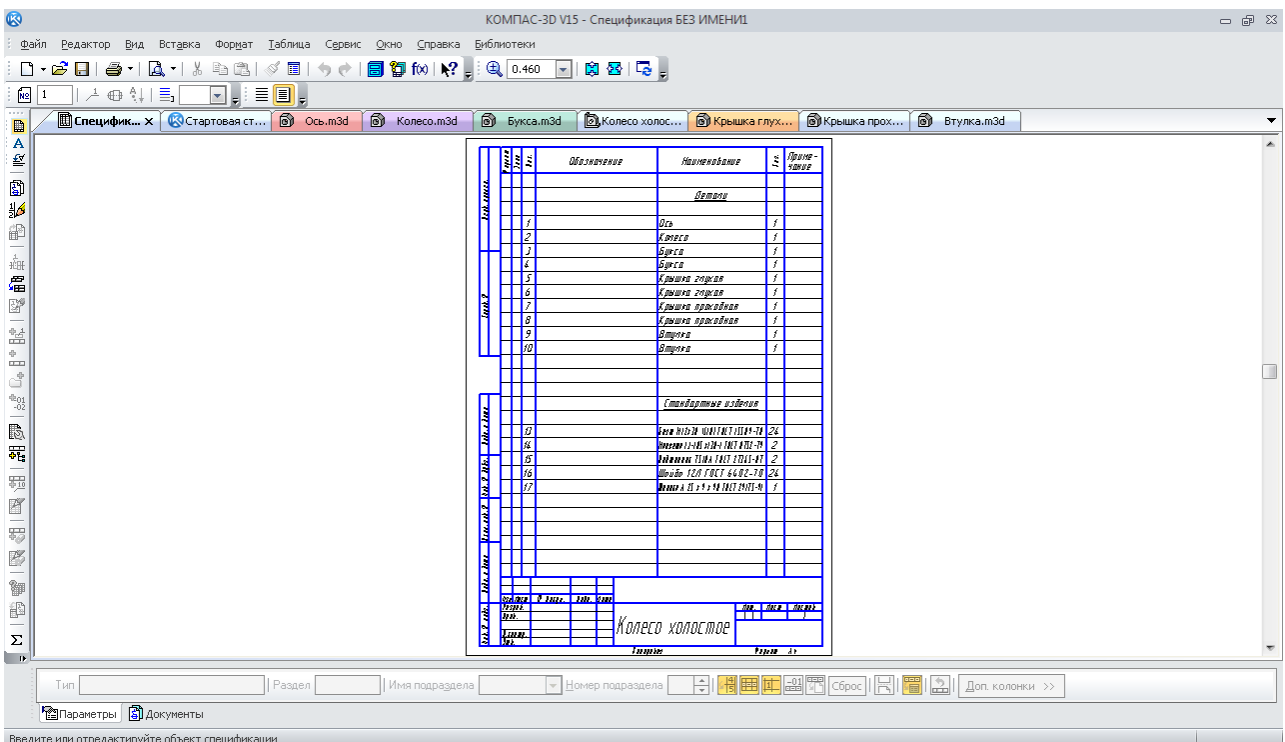 КОМПАС-3D V15 - Спецификация БЕЗ ИМЕНИ1
Файл Редактор Вид Вставка Формат Таблица Сервис Окно Справка Библиотеки
0.460
1
Специфик... Стартовая ст... Ось.m3d Колесо.m3d Букса.m3d Колесо холос... Крышка глух... Крышка прох... Втулка.m3d
Обозначение Наименование Приме-
чание
Детали
1 Ось 1
2 Колесо 1
3 Букса 1
4 Букса 1
5 Крышка глухая 1
6 Крышка глухая 1
7 Крышка проходная 1
8 Крышка проходная 1
9 Втулка 1
10 Втулка 1
Стандартные изделия
13 24
14 2
15 2
16 Шайба 12Л ГОСТ 6402-70 24
17 1
Колесо холостое
Тип Раздел Имя подраздела Номер подраздела Сброс Доп. колонки >>
Параметры Документы
Введите или отредактируйте объект спецификации